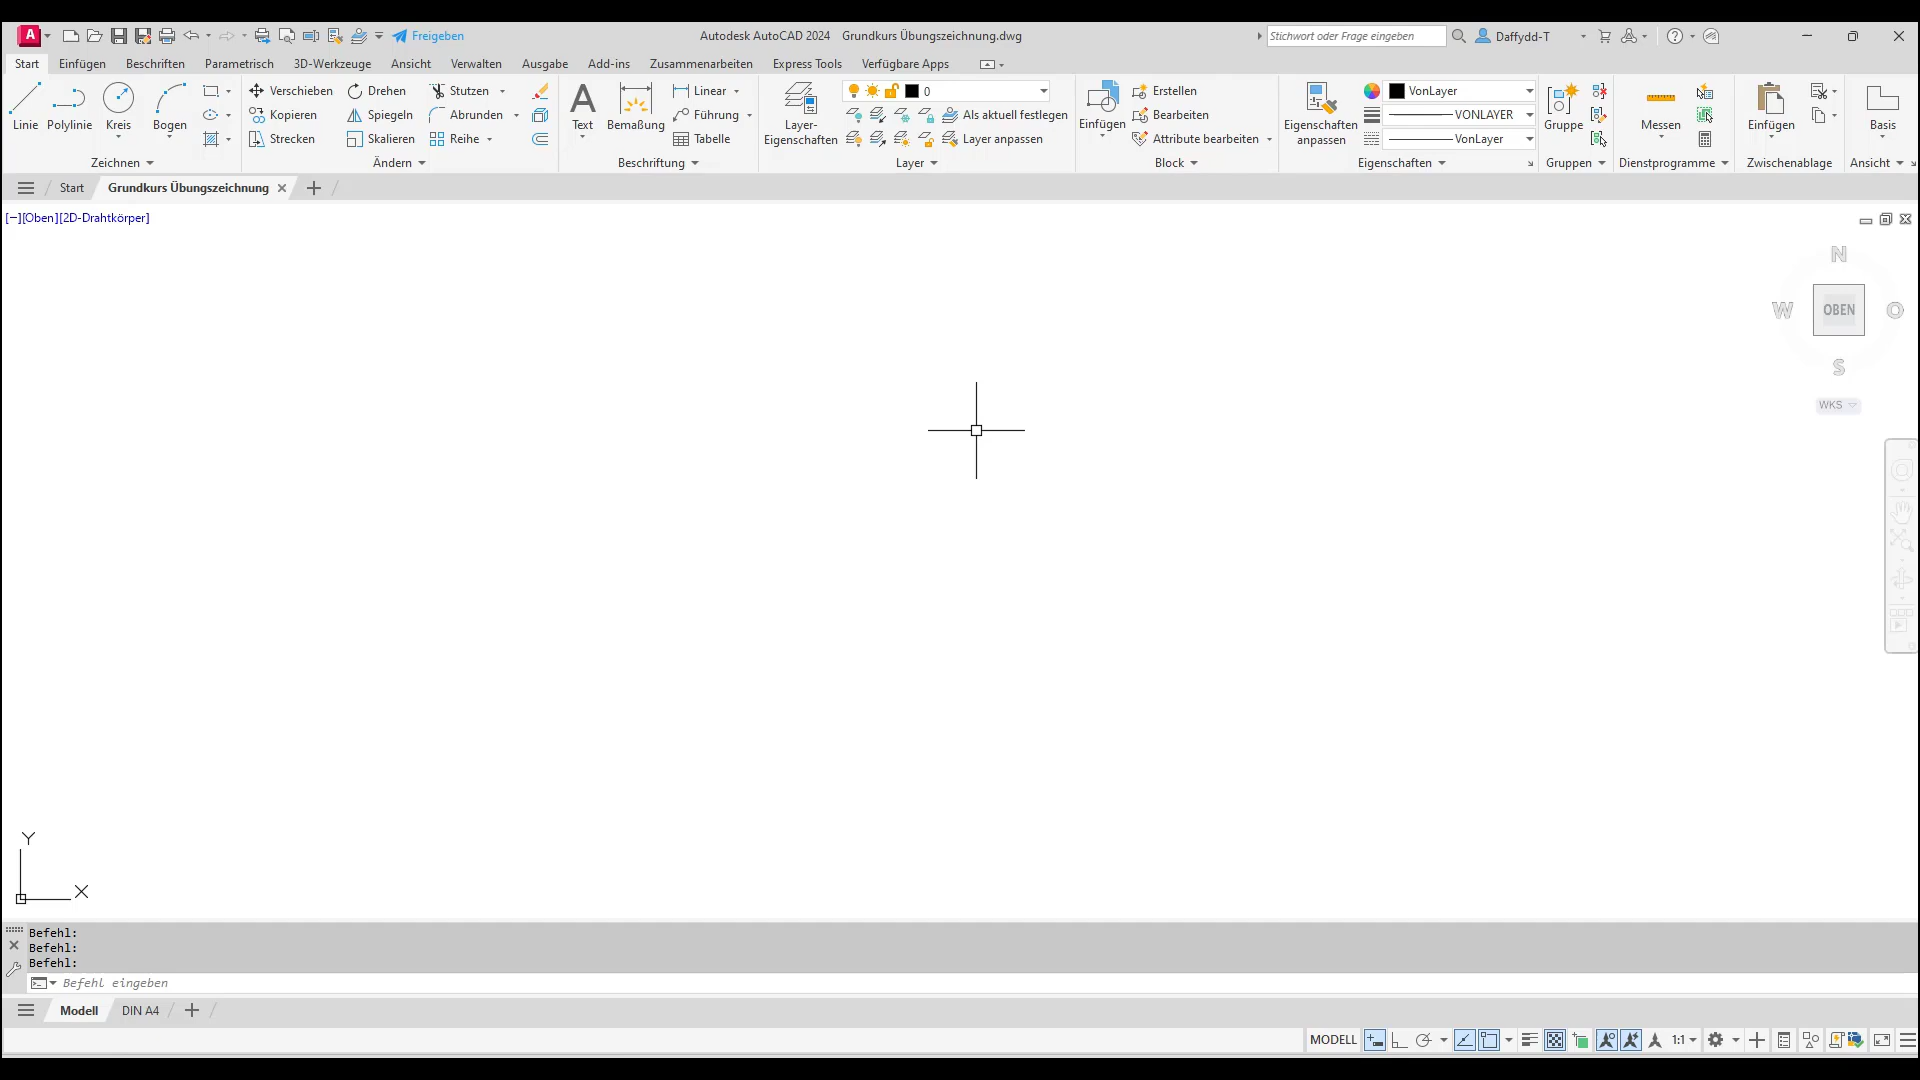 A Freigeben Autodesk AutoCAD 2024 Grundkurs Übungszeichnung.dwg Stichwort oder Frage eingeben Daffydd-T
Start Einfügen Beschriften Parametrisch 3D-Werkzeuge Ansicht Verwalten Ausgabe Add-ins Zusammenarbeiten Express Tools Verfügbare Apps
Verschieben Drehen Stutzen Linear 0 Erstellen VonLayer
Kopieren Spiegeln Abrunden Führung Als aktuell festlegen Bearbeiten VONLAYER
Linie Polylinie Kreis Bogen Text Bemaßung Layer-Eigenschaften Einfügen Eigenschaften anpassen Gruppe Messen Einfügen Basis
Strecken Skalieren Reihe Tabelle Layer anpassen Attribute bearbeiten VonLayer
Zeichnen Ändern Beschriftung Layer Block Eigenschaften Gruppen Dienstprogramme Zwischenablage Ansicht
Start Grundkurs Übungszeichnung
[−][Oben][2D-Drahtkörper]
N
W OBEN O
S
WKS
Y
X
Befehl:
Befehl:
Befehl:
Befehl eingeben
Modell DIN A4
MODELL 1:1